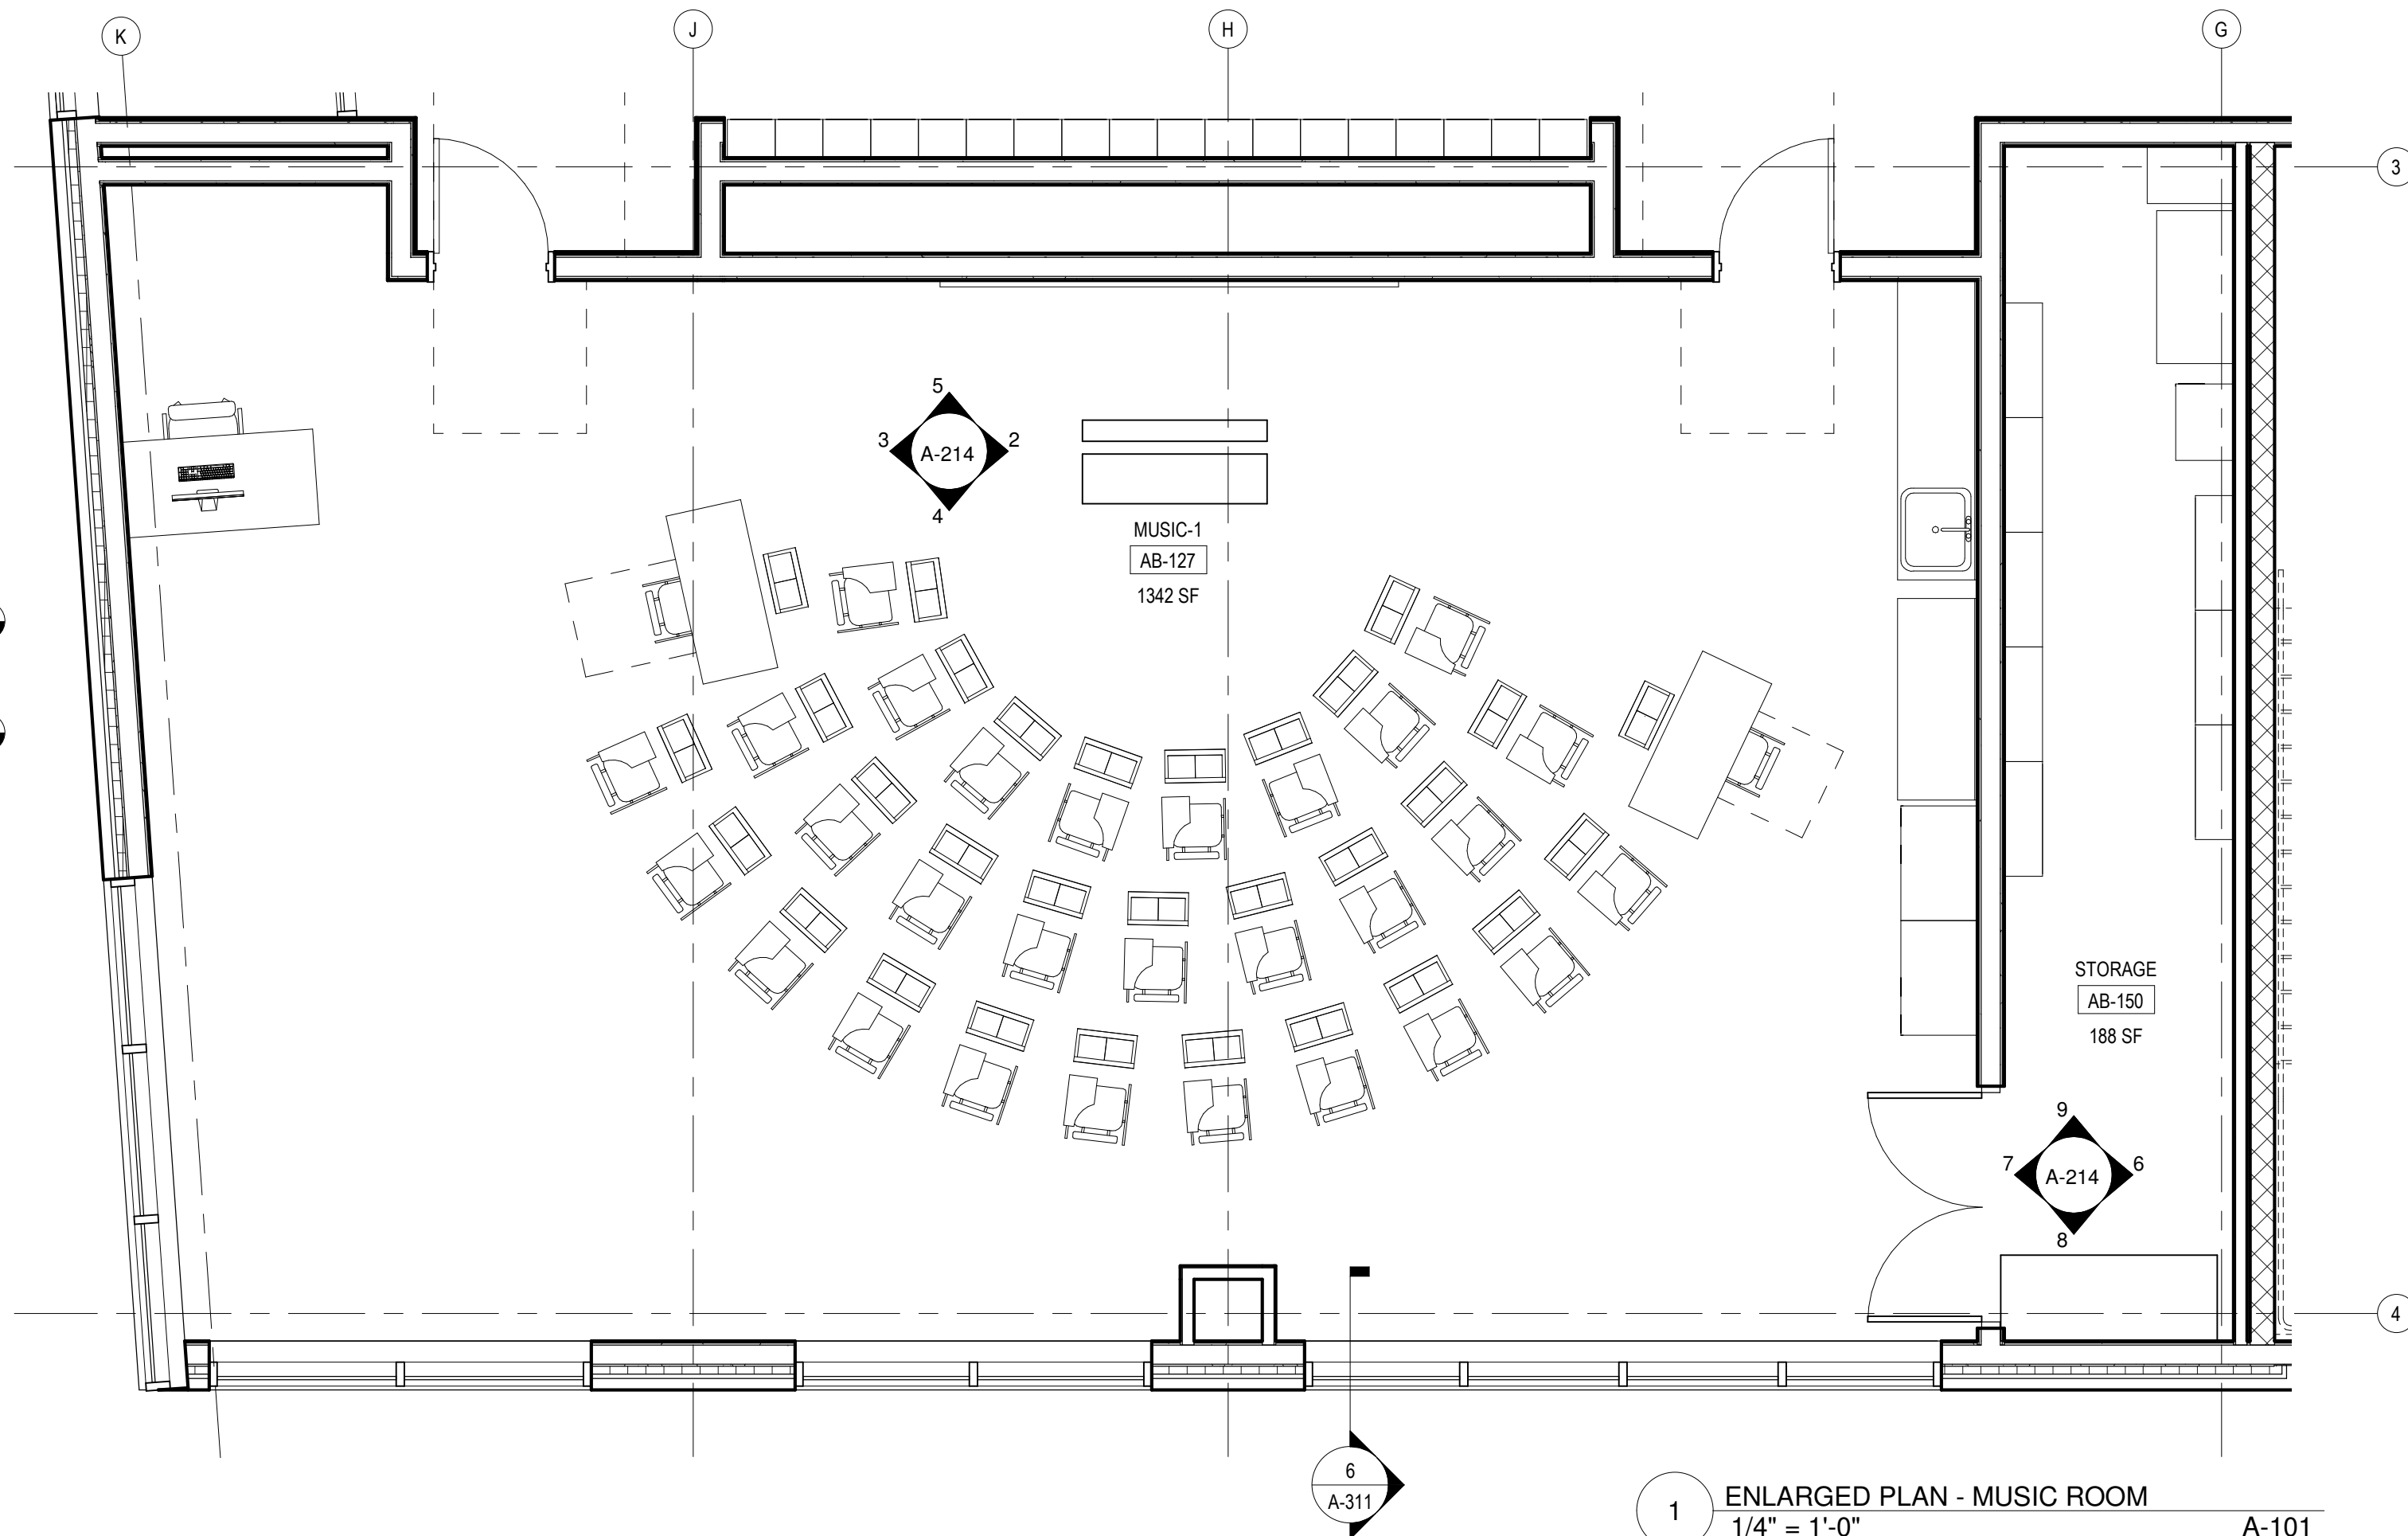 K
J
H
G
3
5
3
A-214
2
4
MUSIC-1
AB-127
1342 SF
STORAGE
AB-150
188 SF
9
7
A-214
6
8
4
6
A-311
1
ENLARGED PLAN - MUSIC ROOM
1/4" = 1'-0"
A-101